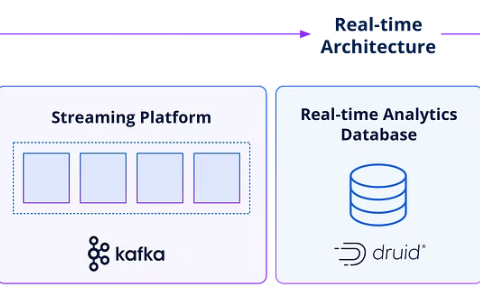 Real-time
Architecture
Streaming Platform
kafka
Real-time Analytics
Database
druid®